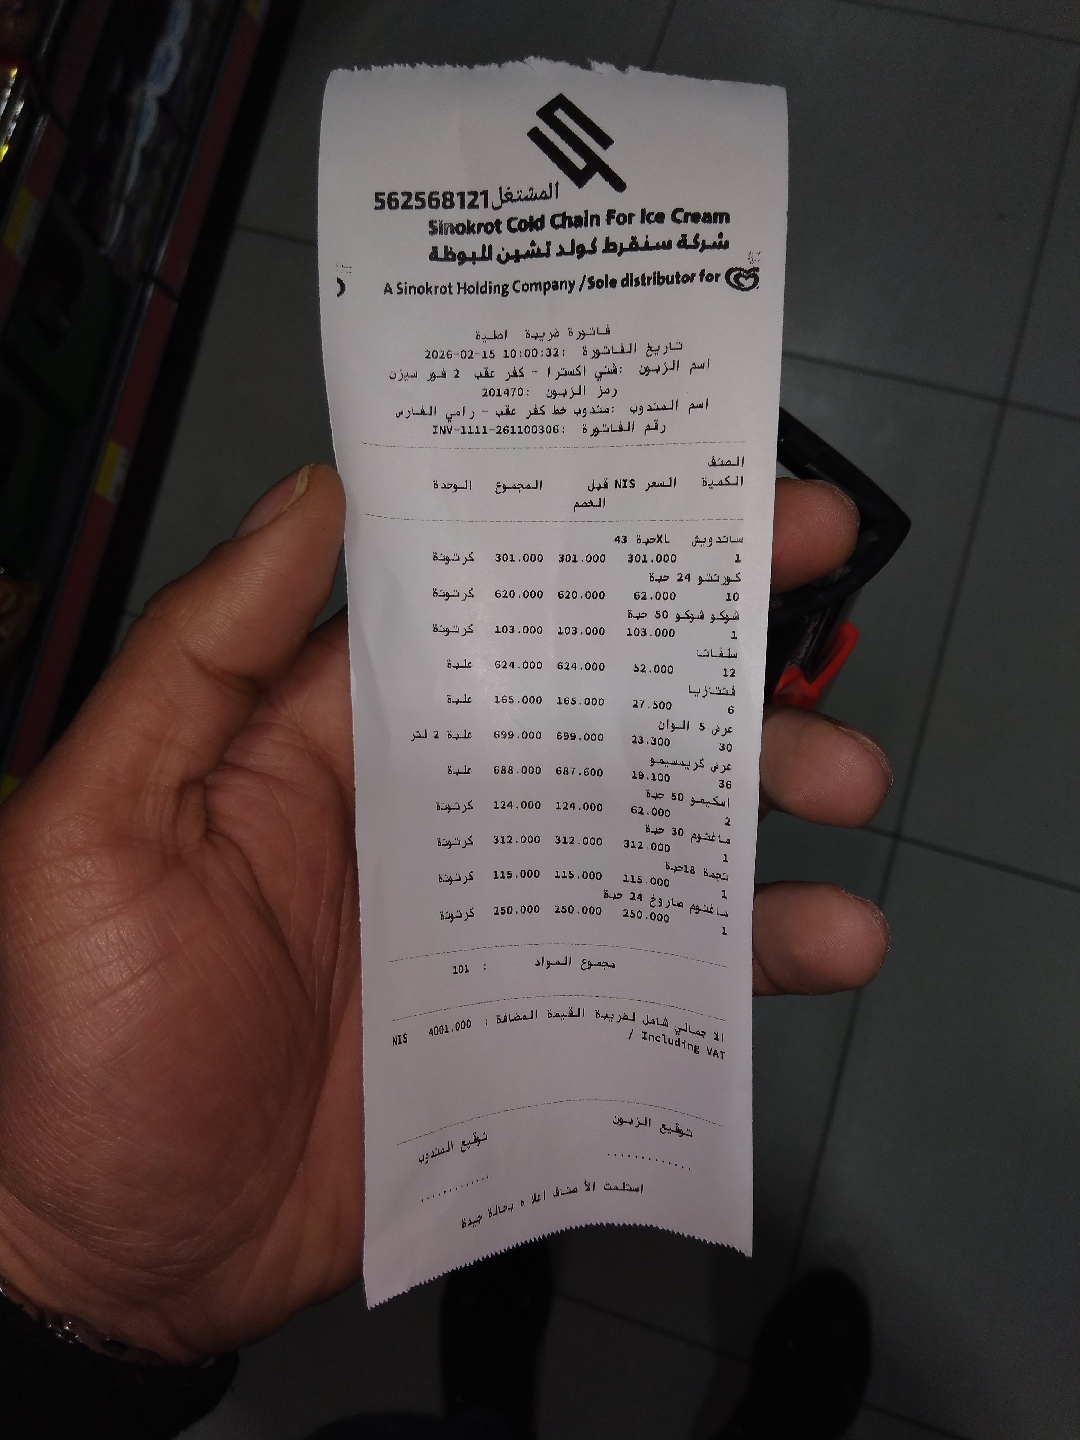 المشتغل 562568121
Sinokrot Cold Chain For Ice Cream
شركة سنقرط كولد تشين للبوظة
A Sinokrot Holding Company /Sole distributor for
فاتورة ضريبة اصلية
تاريخ الفاتورة :2026-02-15 10:00:32
اسم الزبون :شني اكسترا - كفر عقب 2 فور سيزن
رمز الزبون :201470
اسم المندوب :مندوب خط كفر عقب - رامي الفارس
رقم الفاتورة :INV-1111-261100306
الصنف
الكمية السعر NIS قبل الخصم المجموع الوحدة
ساندويش XL 43حبة
1 301.000 301.000 301.000 كرتونة
كورنتو 24 حبة
10 62.000 620.000 620.000 كرتونة
شوكو شوكو 50 حبة
1 103.000 103.000 103.000 كرتونة
سلفات
12 52.000 624.000 624.000 علبة
فنتازيا
6 27.500 165.000 165.000 علبة
عرض 5 الوان
30 23.300 699.000 699.000 علبة 2 لتر
عرض كريسيمو
36 19.100 687.600 688.000 علبة
اسكيمو 50 حبة
2 62.000 124.000 124.000 كرتونة
ماغنوم 30 حبة
1 312.000 312.000 312.000 كرتونة
نجمة 18حبة
1 115.000 115.000 115.000 كرتونة
ماغنوم صاروخ 24 حبة
1 250.000 250.000 250.000 كرتونة
مجموع المواد : 101
الاجمالي شامل لضريبة القيمة المضافة : 4001.000 NIS
/ Including VAT
توقيع الزبون
توقيع المندوب
..............
............
استلمت الأصناف اعلاه بحالة جيدة